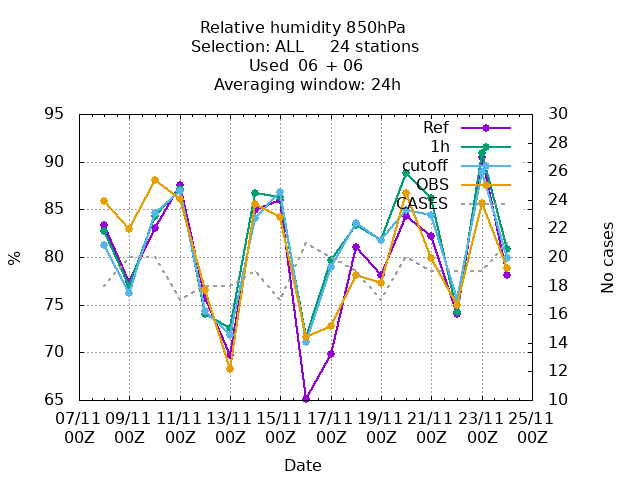 Relative humidity 850hPa
Selection: ALL 24 stations
Used 06 + 06
Averaging window: 24h
95
90
85
80
75
70
65
%
30
28
26
24
22
20
18
16
14
12
10
No cases
Ref
1h
cutoff
OBS
CASES
07/11 09/11 11/11 13/11 15/11 17/11 19/11 21/11 23/11 25/11
00Z 00Z 00Z 00Z 00Z 00Z 00Z 00Z 00Z 00Z
Date